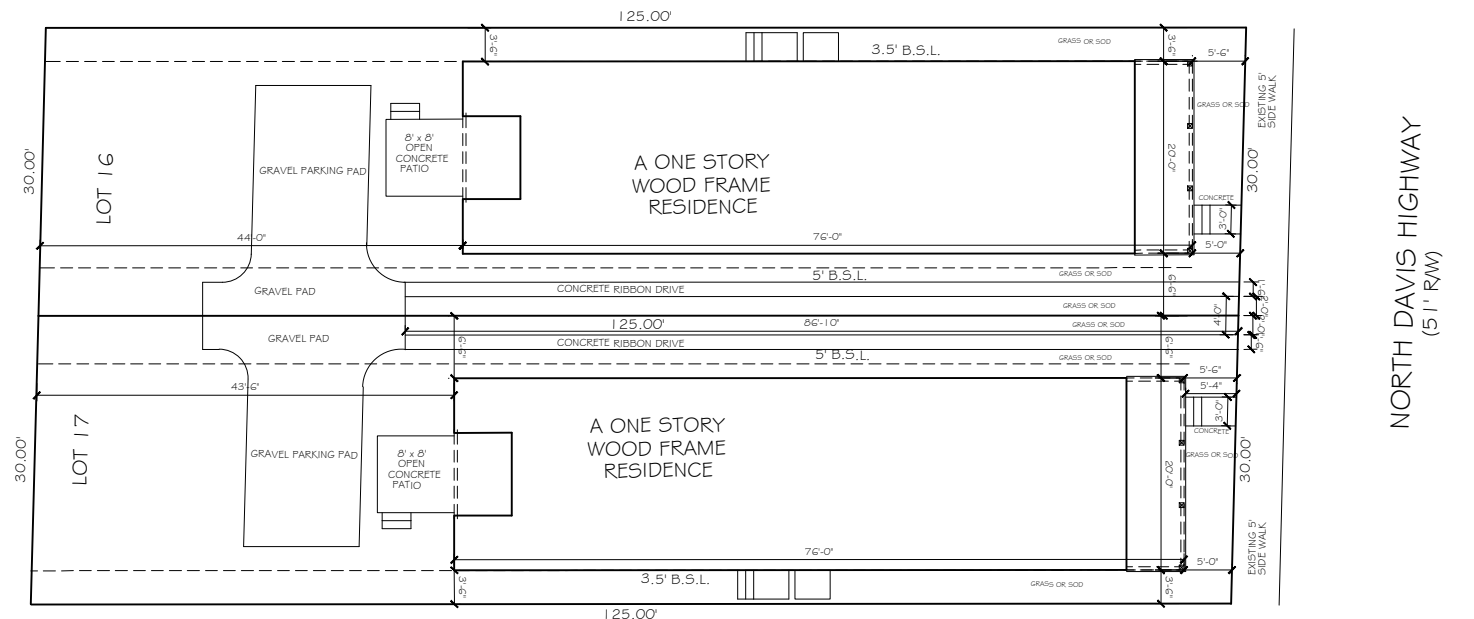 125.00'
3'-6"
3.5' B.S.L.
GRASS OR SOD
3'-6"
5'-6"
EXISTING 5'
SIDE WALK
GRASS OR SOD
30.00'
LOT 16
GRAVEL PARKING PAD
8' x 8'
OPEN
CONCRETE
PATIO
A ONE STORY
WOOD FRAME
RESIDENCE
20'-0"
30.00'
CONCRETE
3'-0"
44'-0"
76'-0"
5'-0"
5' B.S.L.
GRASS OR SOD
GRAVEL PAD
CONCRETE RIBBON DRIVE
6'-6"
GRASS OR SOD
4'-0"
125.00'
86'-10"
GRASS OR SOD
GRAVEL PAD
CONCRETE RIBBON DRIVE
6'-6"
6'-6"
5' B.S.L.
GRASS OR SOD
43'-6"
5'-6"
5'-4"
3'-0"
CONCRETE
GRASS OR SOD
30.00'
LOT 17
GRAVEL PARKING PAD
8' x 8'
OPEN
CONCRETE
PATIO
A ONE STORY
WOOD FRAME
RESIDENCE
20'-0"
30.00'
EXISTING 5'
SIDE WALK
76'-0"
5'-0"
3'-6"
3.5' B.S.L.
GRASS OR SOD
3'-6"
125.00'
NORTH DAVIS HIGHWAY
(51' R/W)